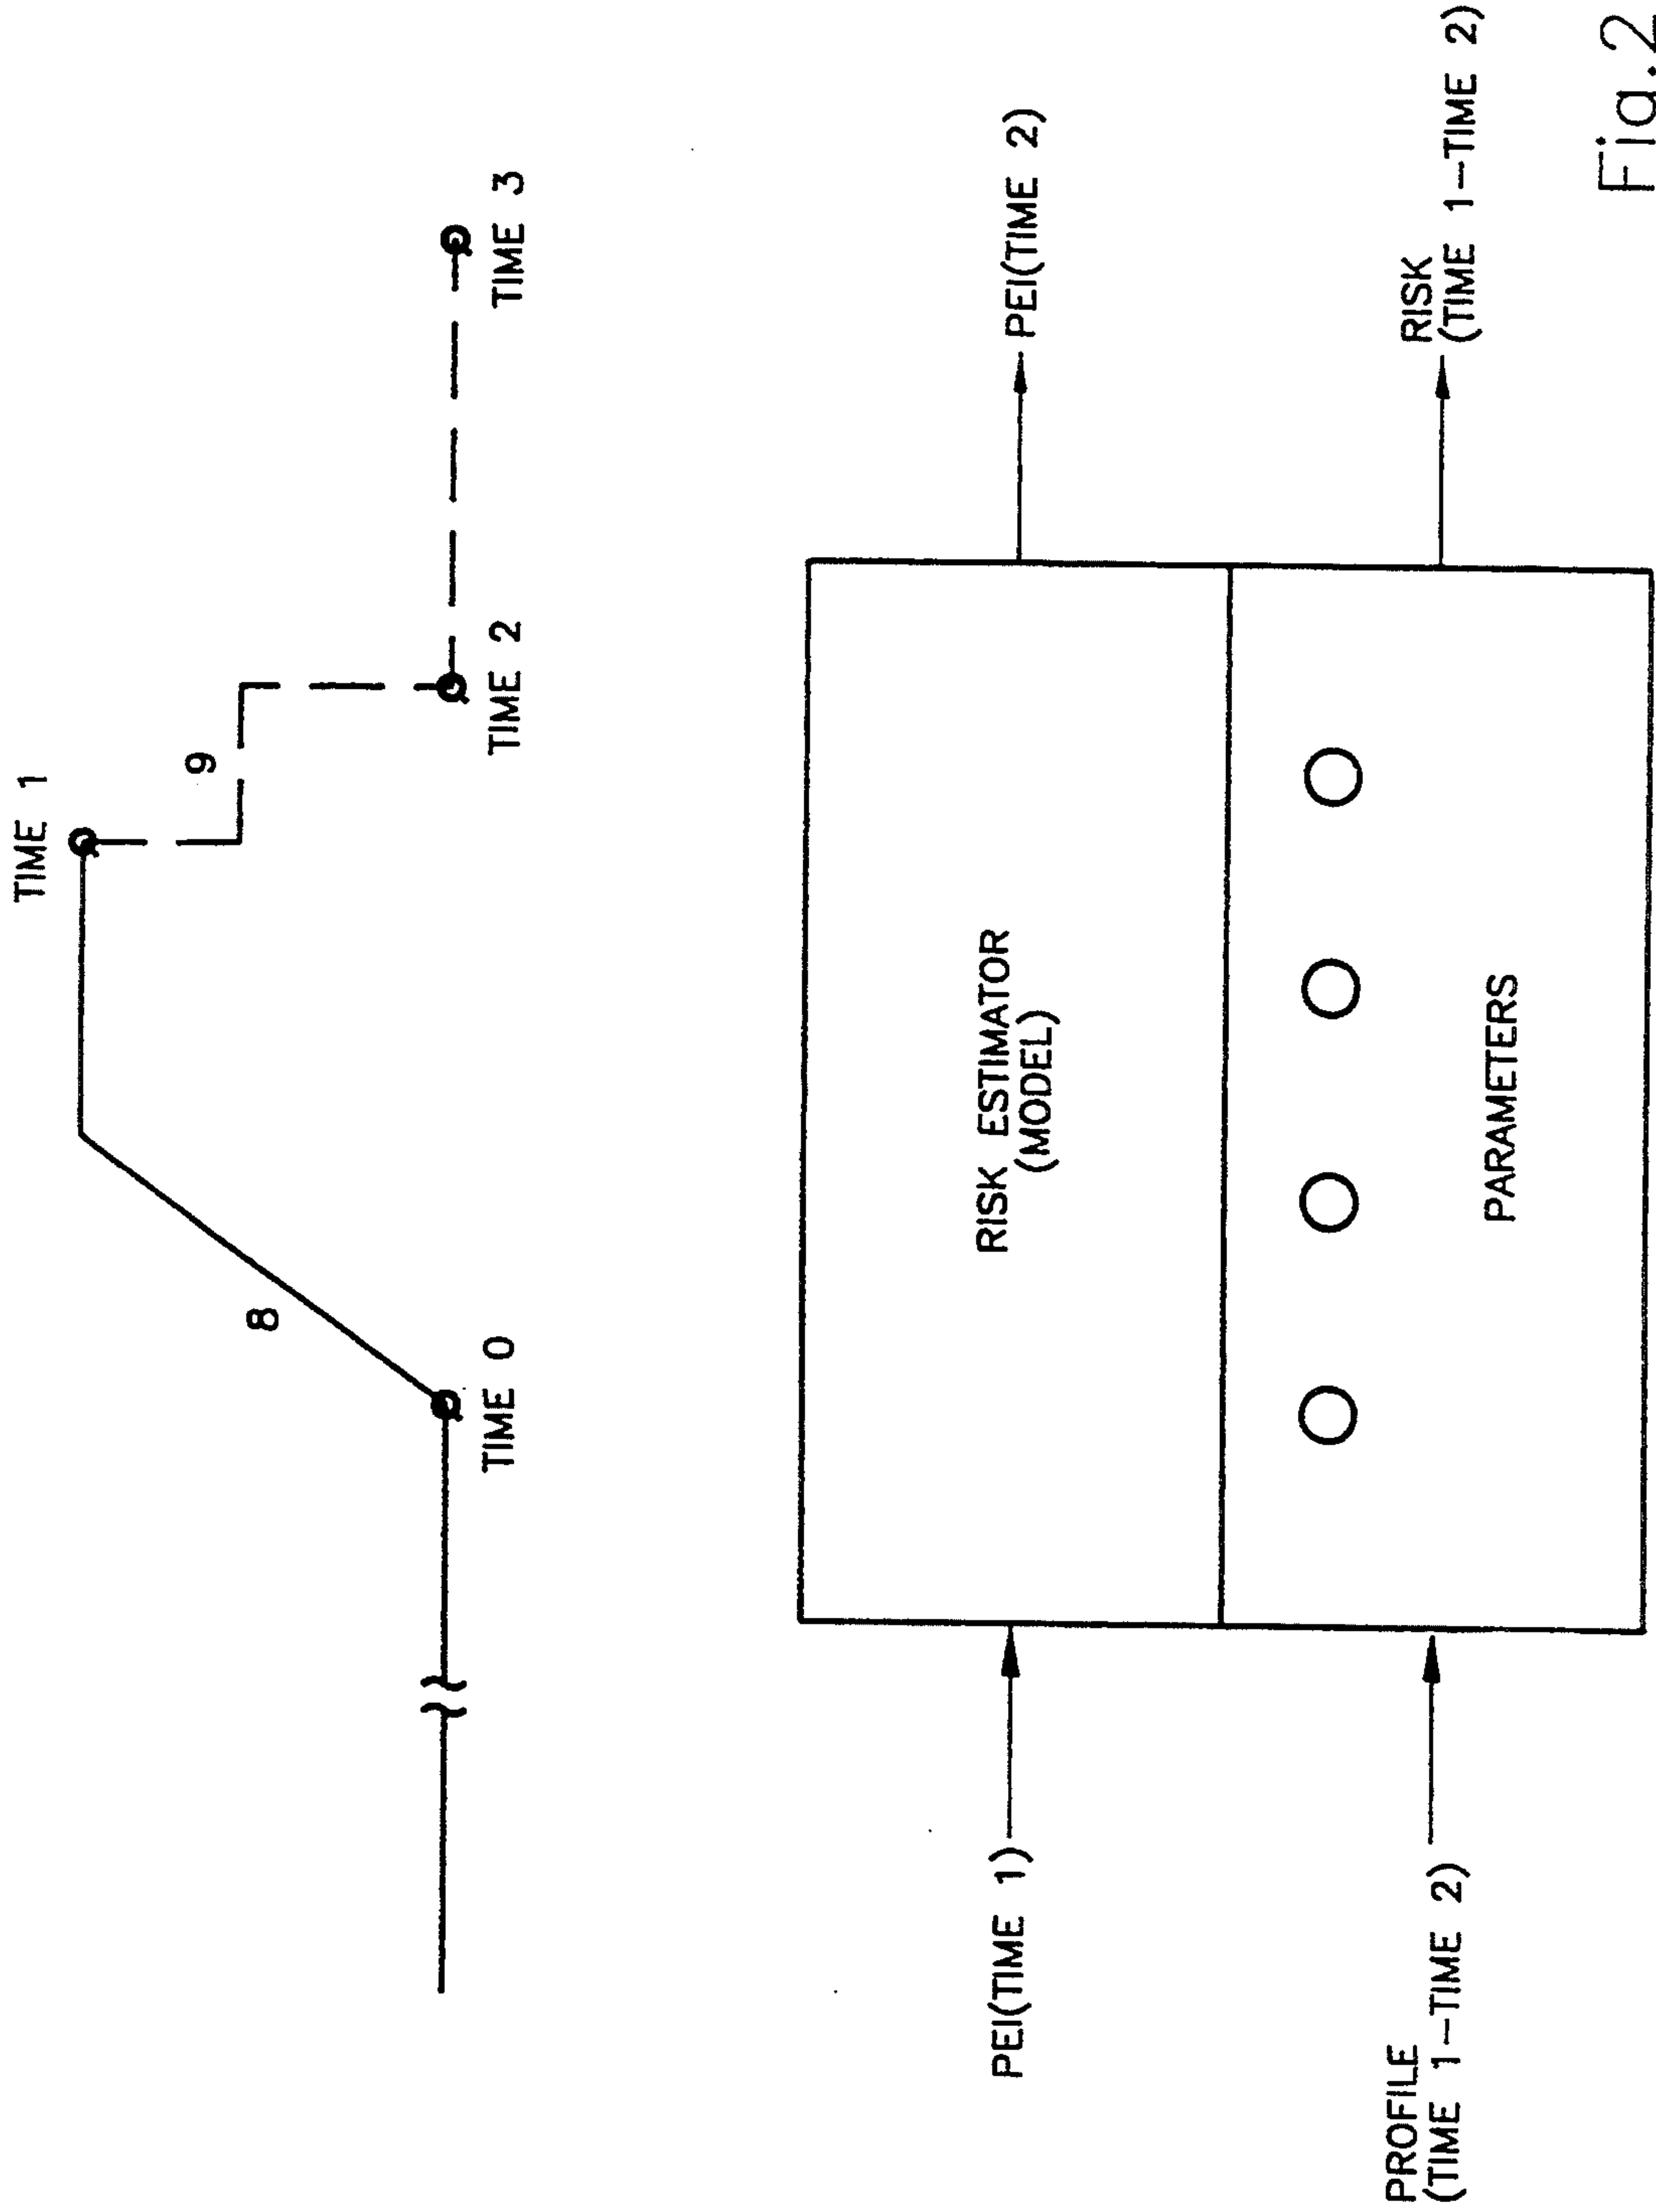 TIME 1
9
8
TIME 0
TIME 2
TIME 3
PEI(TIME 1)
RISK ESTIMATOR
(MODEL)
PEI(TIME 2)
PROFILE
(TIME 1–TIME 2)
PARAMETERS
RISK
(TIME 1–TIME 2)
Fig.2